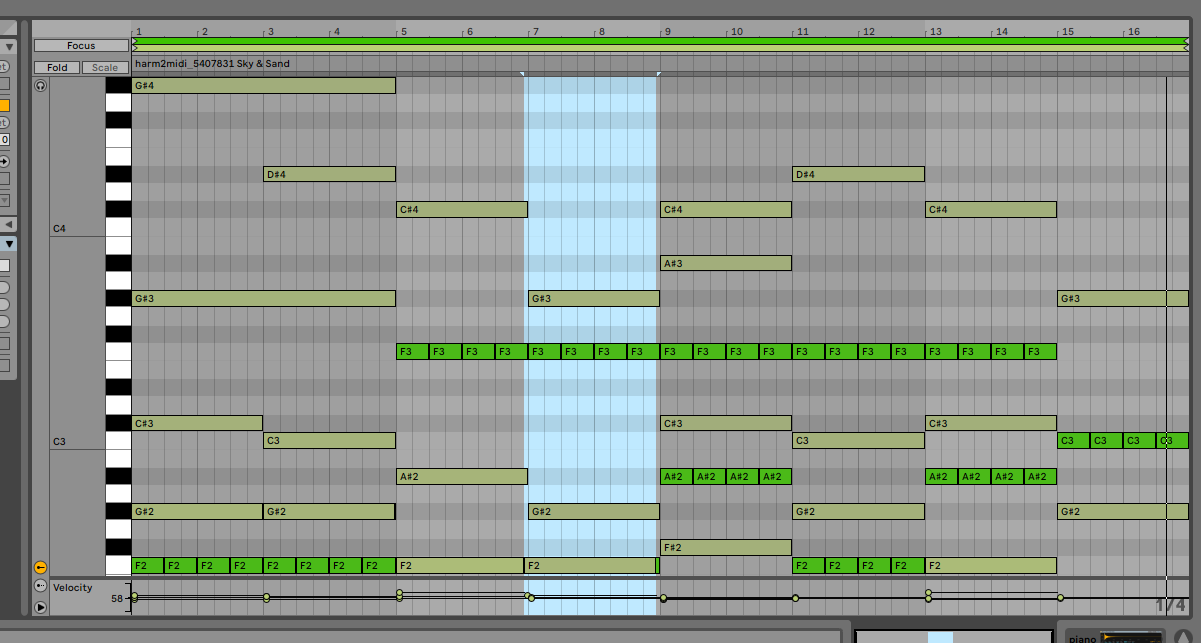 1 2 3 4 5 6 7 8 9 10 11 12 13 14 15 16
Focus
Fold Scale
harm2midi_5407831 Sky & Sand
G#4
D#4 D#4
C#4 C#4 C#4
C4
A#3
G#3 G#3 G#3
F3 F3 F3 F3 F3 F3 F3 F3 F3 F3 F3 F3 F3 F3 F3 F3 F3 F3 F3 F3
C#3 C#3 C#3
C3 C3 C3 C3 C3 C3 C3
A#2 A#2 A#2 A#2 A#2 A#2 A#2 A#2 A#2
G#2 G#2 G#2 G#2 G#2
F#2
F2 F2 F2 F2 F2 F2 F2 F2 F2 F2 F2 F2 F2 F2 F2
Velocity
58
1/4
piano